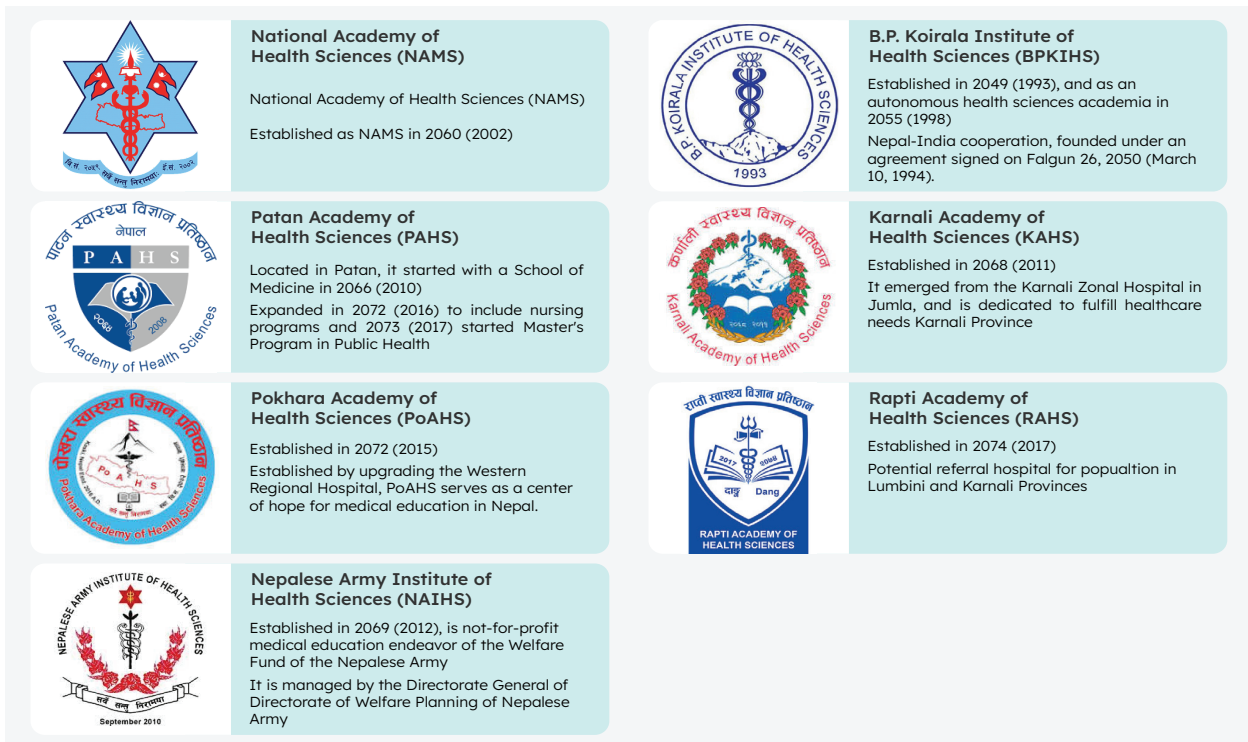 National Academy of
Health Sciences (NAMS)
National Academy of Health Sciences (NAMS)
Established as NAMS in 2060 (2002)
सर्वे सन्तु निरामयाः
B.P. KOIRALA INSTITUTE OF HEALTH SCIENCES
1993
B.P. Koirala Institute of
Health Sciences (BPKIHS)
Established in 2049 (1993), and as an
autonomous health sciences academia in
2055 (1998)
Nepal-India cooperation, founded under an
agreement signed on Falgun 26, 2050 (March
10, 1994).
पाटन स्वास्थ्य विज्ञान प्रतिष्ठान
नेपाल
P A H S
2008
Patan Academy of Health Sciences
Patan Academy of
Health Sciences (PAHS)
Located in Patan, it started with a School of
Medicine in 2066 (2010)
Expanded in 2072 (2016) to include nursing
programs and 2073 (2017) started Master's
Program in Public Health
कर्णाली स्वास्थ्य विज्ञान प्रतिष्ठान
Karnali Academy of Health Sciences
Karnali Academy of
Health Sciences (KAHS)
Established in 2068 (2011)
It emerged from the Karnali Zonal Hospital in
Jumla, and is dedicated to fulfill healthcare
needs Karnali Province
पोखरा स्वास्थ्य विज्ञान प्रतिष्ठान
Po A H S
Pokhara Academy of Health Sciences
Pokhara Academy of
Health Sciences (PoAHS)
Established in 2072 (2015)
Established by upgrading the Western
Regional Hospital, PoAHS serves as a center
of hope for medical education in Nepal.
राप्ती स्वास्थ्य विज्ञान प्रतिष्ठान
2017 २०७४
दाङ Dang
RAPTI ACADEMY OF
HEALTH SCIENCES
Rapti Academy of
Health Sciences (RAHS)
Established in 2074 (2017)
Potential referral hospital for popualtion in
Lumbini and Karnali Provinces
NEPALESE ARMY INSTITUTE OF HEALTH SCIENCES
सर्वे सन्तु निरामया
September 2010
Nepalese Army Institute of
Health Sciences (NAIHS)
Established in 2069 (2012), is not-for-profit
medical education endeavor of the Welfare
Fund of the Nepalese Army
It is managed by the Directorate General of
Directorate of Welfare Planning of Nepalese
Army